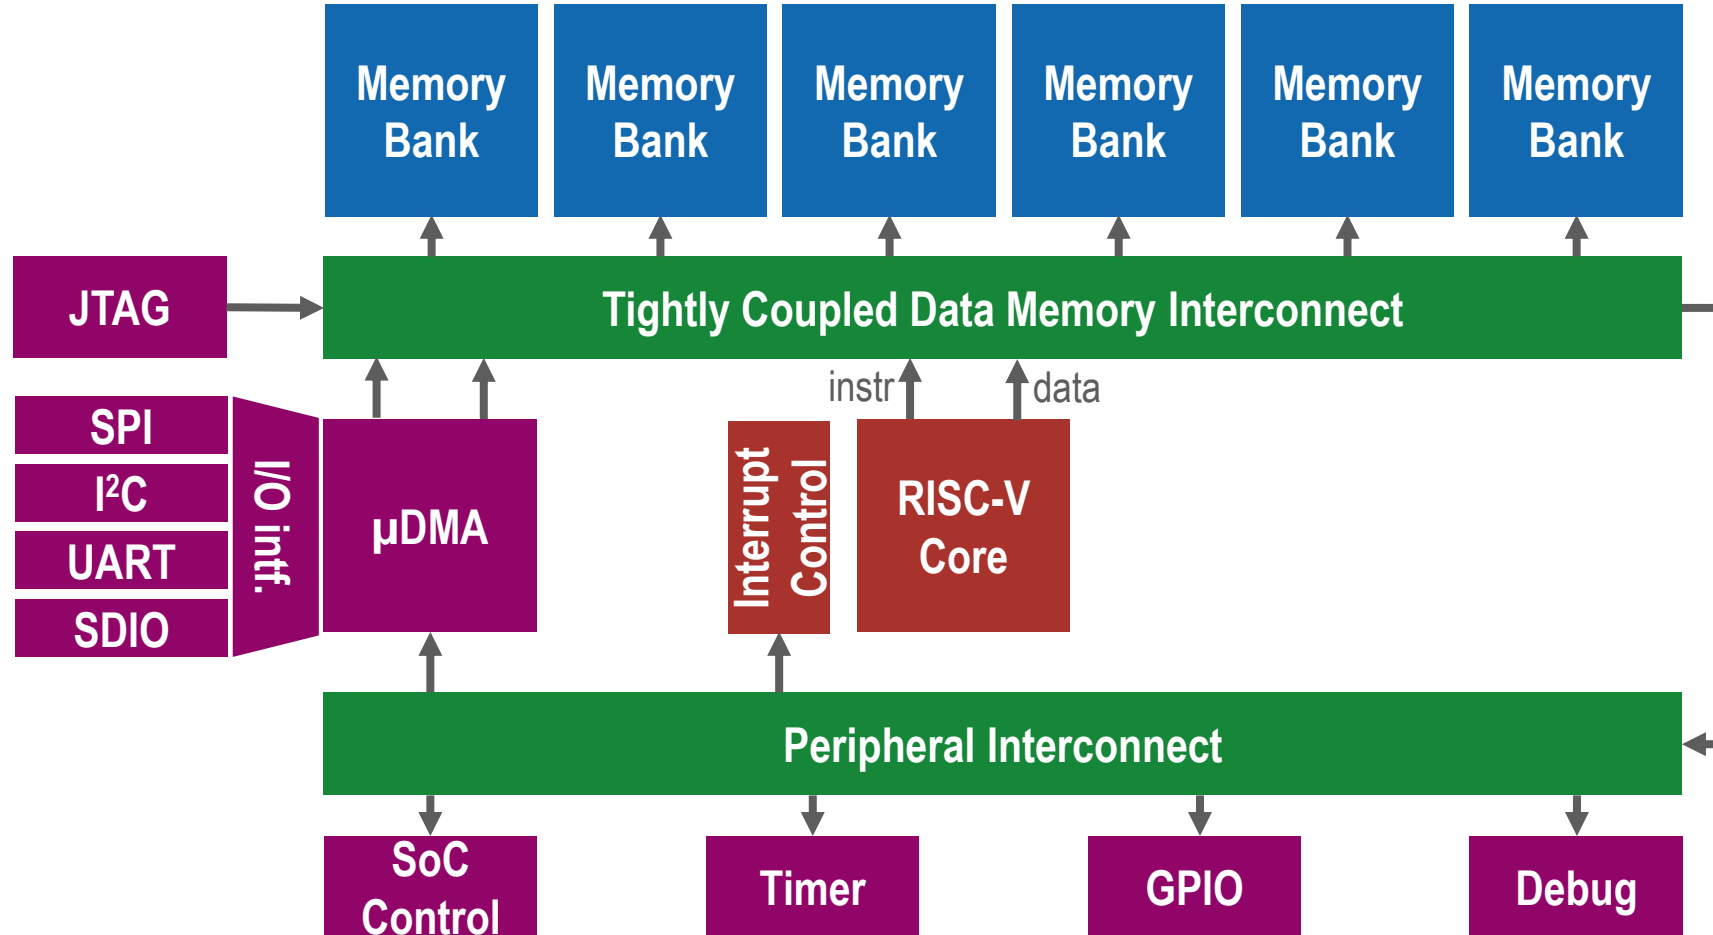 Memory
Bank
Memory
Bank
Memory
Bank
Memory
Bank
Memory
Bank
Memory
Bank
JTAG
Tightly Coupled Data Memory Interconnect
instr
data
SPI
I²C
UART
SDIO
I/O intf.
µDMA
Interrupt
Control
RISC-V
Core
Peripheral Interconnect
SoC
Control
Timer
GPIO
Debug